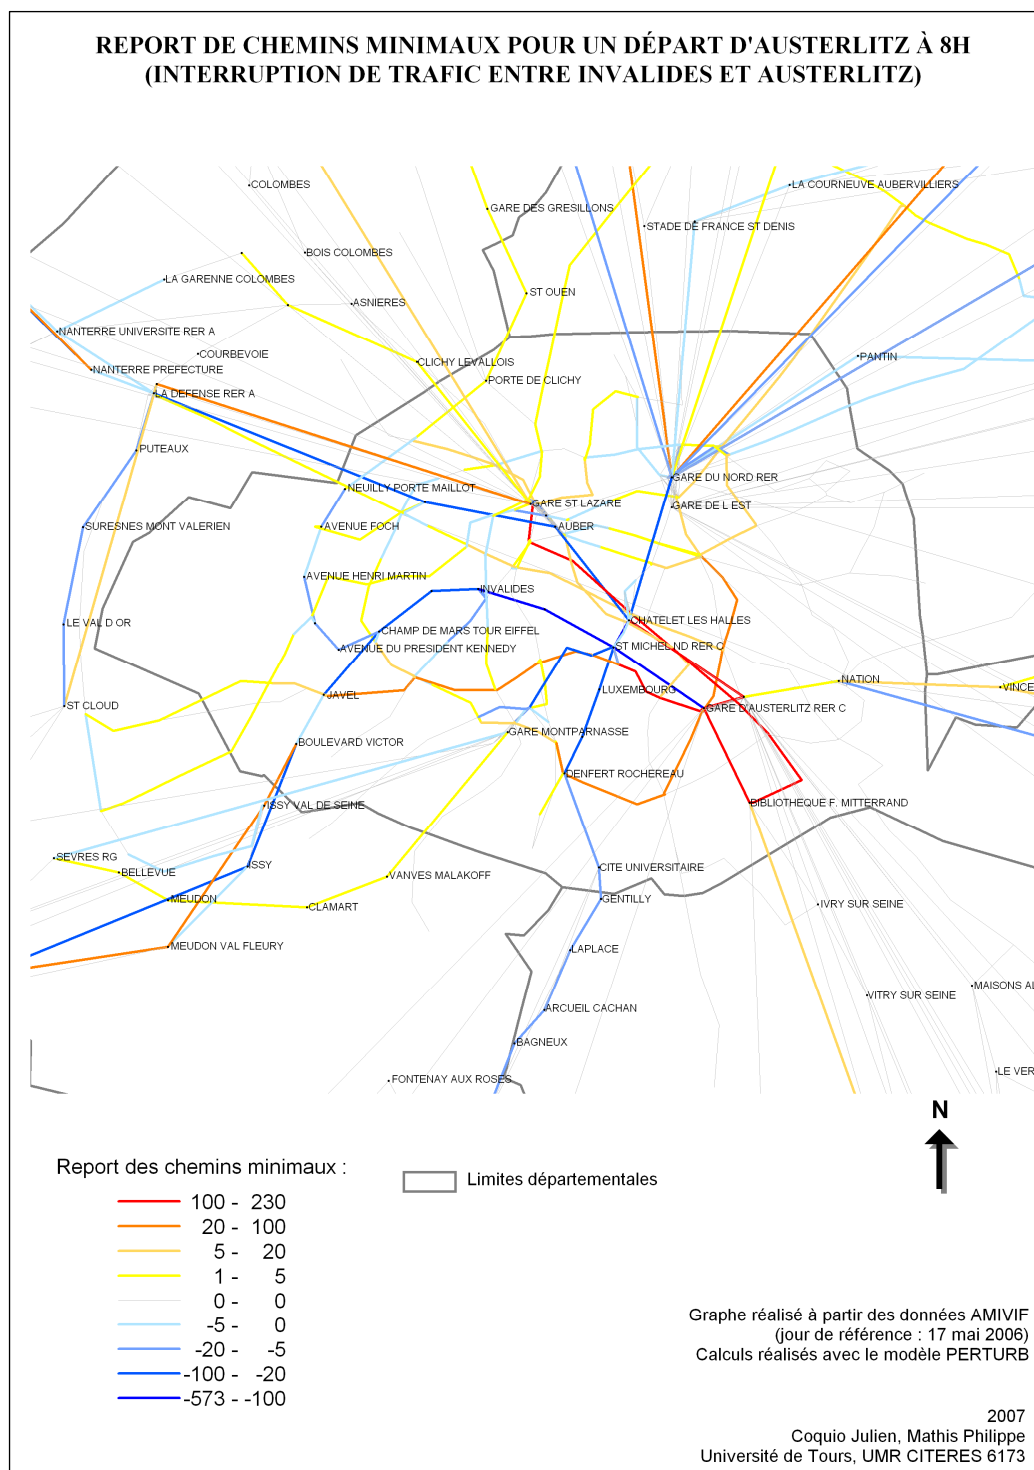 REPORT DE CHEMINS MINIMAUX POUR UN DÉPART D'AUSTERLITZ À 8H
(INTERRUPTION DE TRAFIC ENTRE INVALIDES ET AUSTERLITZ)
COLOMBES
LA COURNEUVE AUBERVILLIERS
GARE DES GRESILLONS
STADE DE FRANCE ST DENIS
BOIS COLOMBES
LA GARENNE COLOMBES
ST OUEN
ASNIERES
NANTERRE UNIVERSITE RER A
COURBEVOIE
PANTIN
CLICHY LEVALLOIS
NANTERRE PREFECTURE
PORTE DE CLICHY
LA DEFENSE RER A
PUTEAUX
GARE DU NORD RER
NEUILLY PORTE MAILLOT
GARE ST LAZARE
GARE DE L EST
SURESNES MONT VALERIEN
AVENUE FOCH
AUBER
AVENUE HENRI MARTIN
INVALIDES
LE VAL D OR
CHATELET LES HALLES
CHAMP DE MARS TOUR EIFFEL
ST MICHEL ND RER C
AVENUE DU PRESIDENT KENNEDY
NATION
VINCE
LUXEMBOURG
JAVEL
ST CLOUD
GARE D'AUSTERLITZ RER C
GARE MONTPARNASSE
BOULEVARD VICTOR
DENFERT ROCHEREAU
ISSY VAL DE SEINE
BIBLIOTHEQUE F. MITTERRAND
SEVRES RG
ISSY
CITE UNIVERSITAIRE
BELLEVUE
VANVES MALAKOFF
MEUDON
GENTILLY
CLAMART
IVRY SUR SEINE
MEUDON VAL FLEURY
LAPLACE
MAISONS AL
VITRY SUR SEINE
ARCUEIL CACHAN
BAGNEUX
LE VER
FONTENAY AUX ROSES
N
Report des chemins minimaux :
100 - 230
20 - 100
5 - 20
1 - 5
0 - 0
-5 - 0
-20 - -5
-100 - -20
-573 - -100
Limites départementales
Graphe réalisé à partir des données AMIVIF
(jour de référence : 17 mai 2006)
Calculs réalisés avec le modèle PERTURB
2007
Coquio Julien, Mathis Philippe
Université de Tours, UMR CITERES 6173